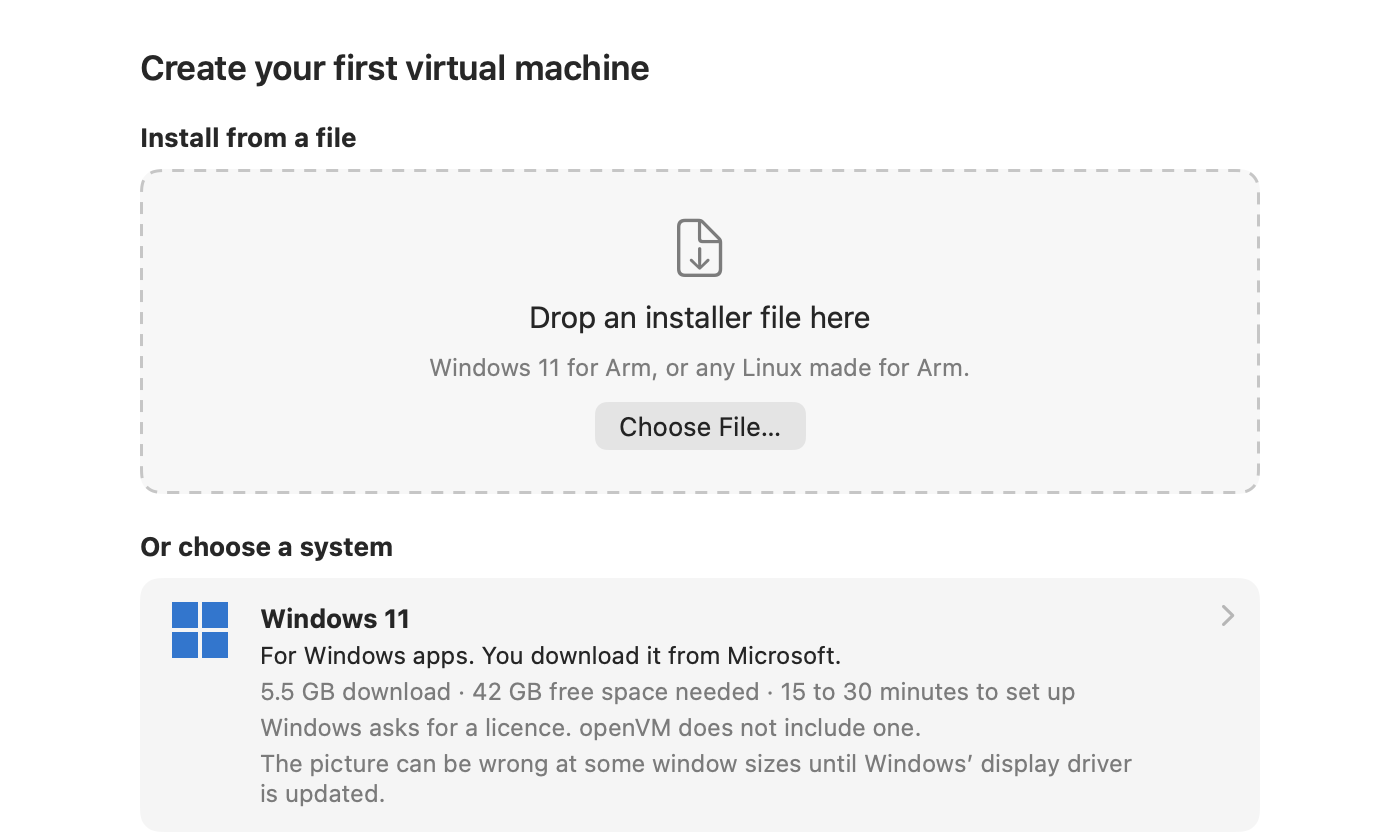 Create your first virtual machine
Install from a file
Drop an installer file here
Windows 11 for Arm, or any Linux made for Arm.
Choose File...
Or choose a system
Windows 11
For Windows apps. You download it from Microsoft.
5.5 GB download · 42 GB free space needed · 15 to 30 minutes to set up
Windows asks for a licence. openVM does not include one.
The picture can be wrong at some window sizes until Windows’ display driver
is updated.